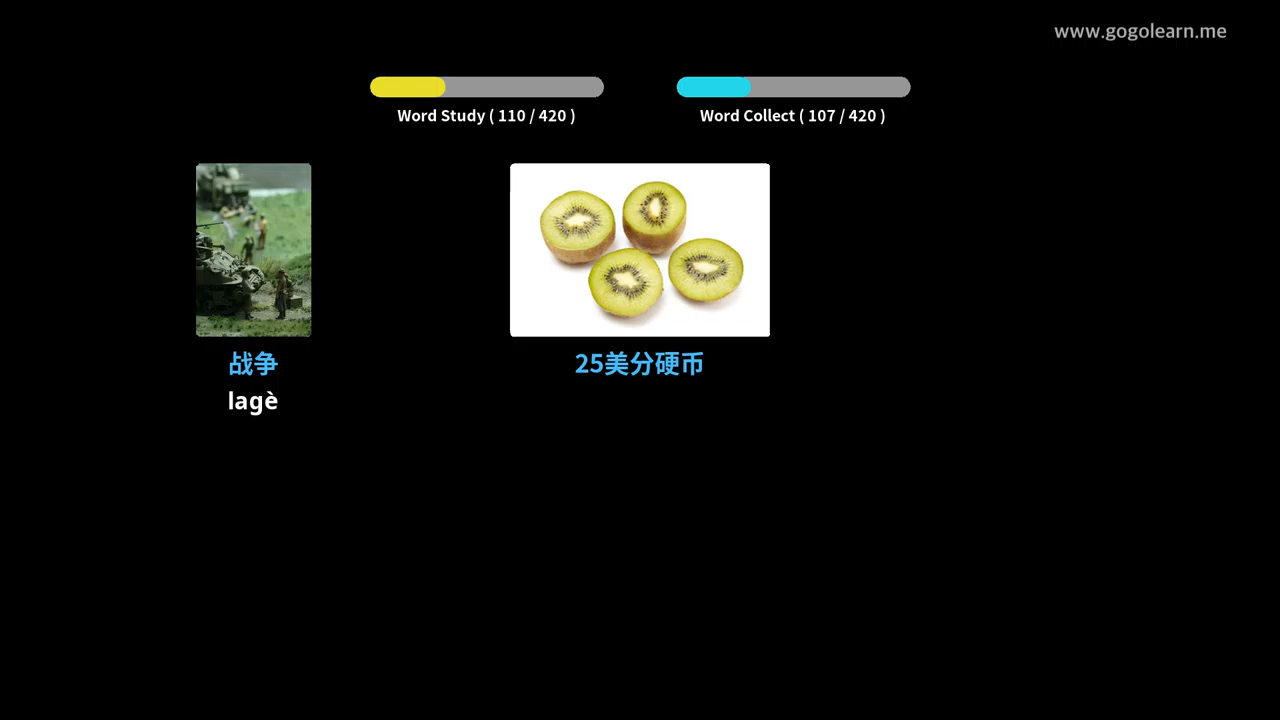 www.gogolearn.me
Word Study ( 110 / 420 )
Word Collect ( 107 / 420 )
战争
lagè
25美分硬币